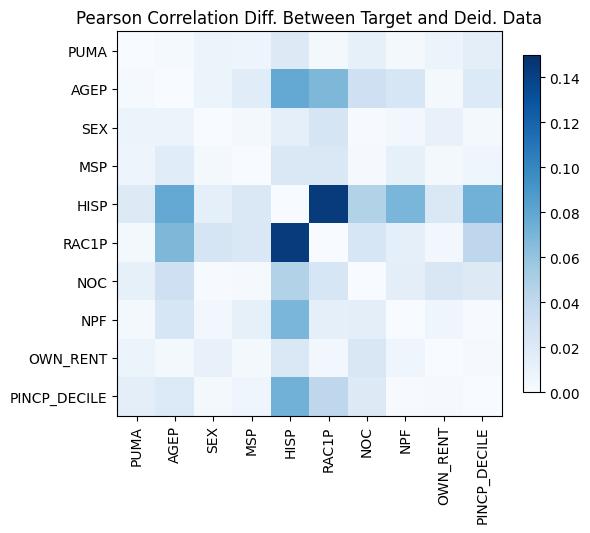 Pearson Correlation Diff. Between Target and Deid. Data
PUMA
AGEP
SEX
MSP
HISP
RAC1P
NOC
NPF
OWN_RENT
PINCP_DECILE
PUMA
AGEP
SEX
MSP
HISP
RAC1P
NOC
NPF
OWN_RENT
PINCP_DECILE
0.14
0.12
0.10
0.08
0.06
0.04
0.02
0.00